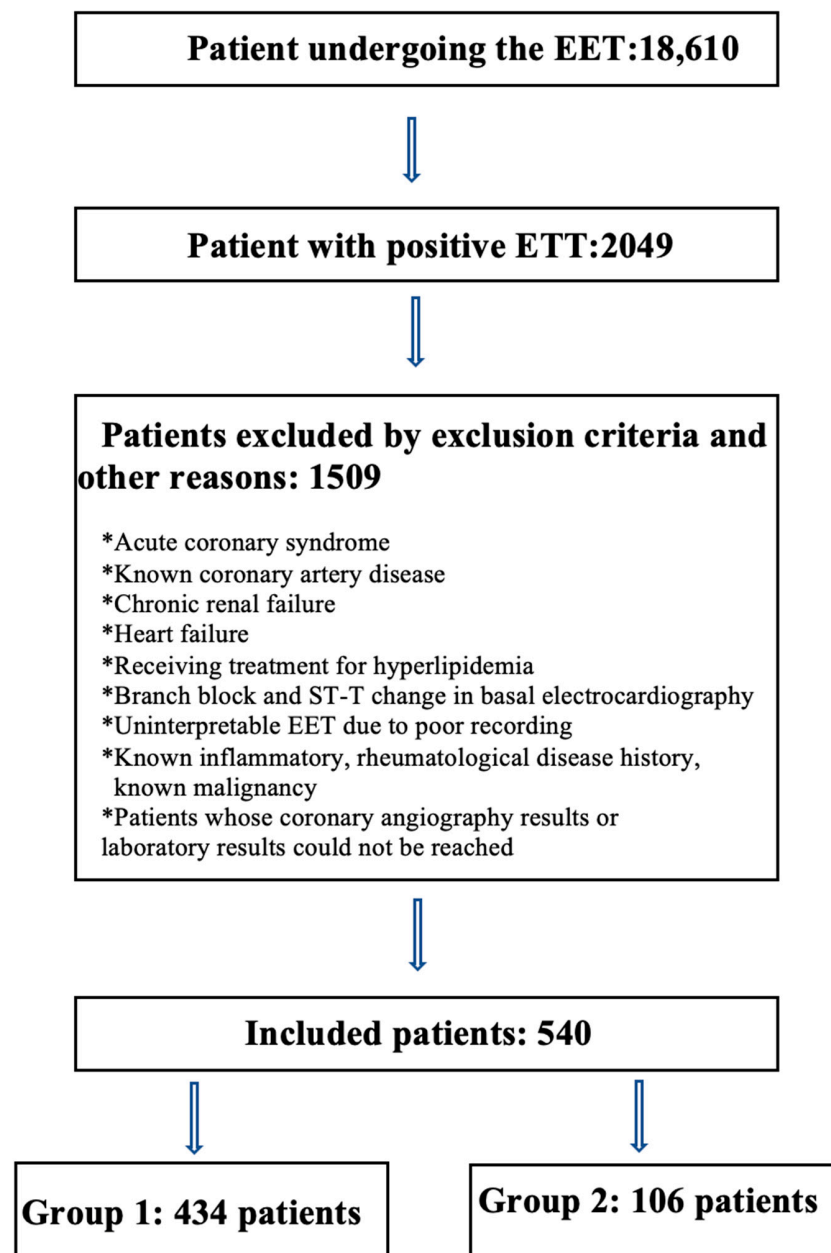 Patient undergoing the EET:18,610
Patient with positive ETT:2049
Patients excluded by exclusion criteria and
other reasons: 1509
*Acute coronary syndrome
*Known coronary artery disease
*Chronic renal failure
*Heart failure
*Receiving treatment for hyperlipidemia
*Branch block and ST-T change in basal electrocardiography
*Uninterpretable EET due to poor recording
*Known inflammatory, rheumatological disease history,
known malignancy
*Patients whose coronary angiography results or
laboratory results could not be reached
Included patients: 540
Group 1: 434 patients
Group 2: 106 patients